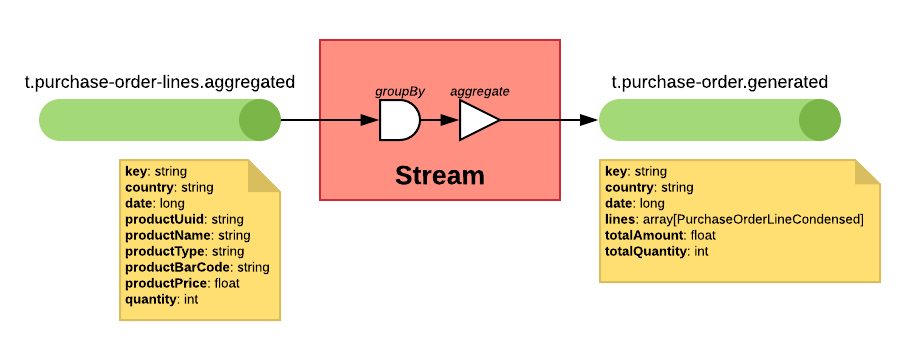 t.purchase-order-lines.aggregated
groupBy
aggregate
Stream
t.purchase-order.generated
key: string
country: string
date: long
productUuid: string
productName: string
productType: string
productBarCode: string
productPrice: float
quantity: int
key: string
country: string
date: long
lines: array[PurchaseOrderLineCondensed]
totalAmount: float
totalQuantity: int